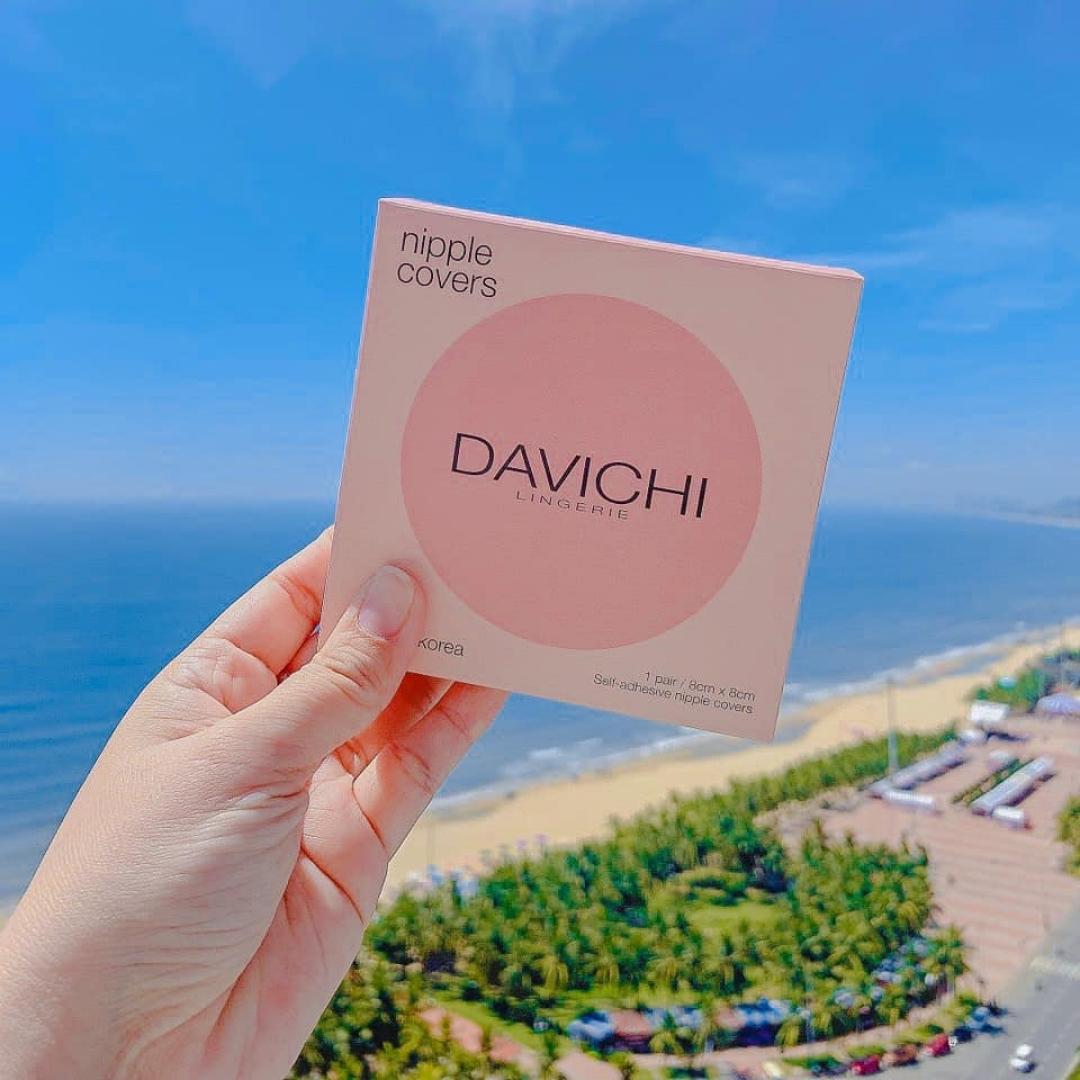 nipple
covers
DAVICHI
LINGERIE
korea
1 pair / 8cm x 8cm
Self-adhesive nipple covers